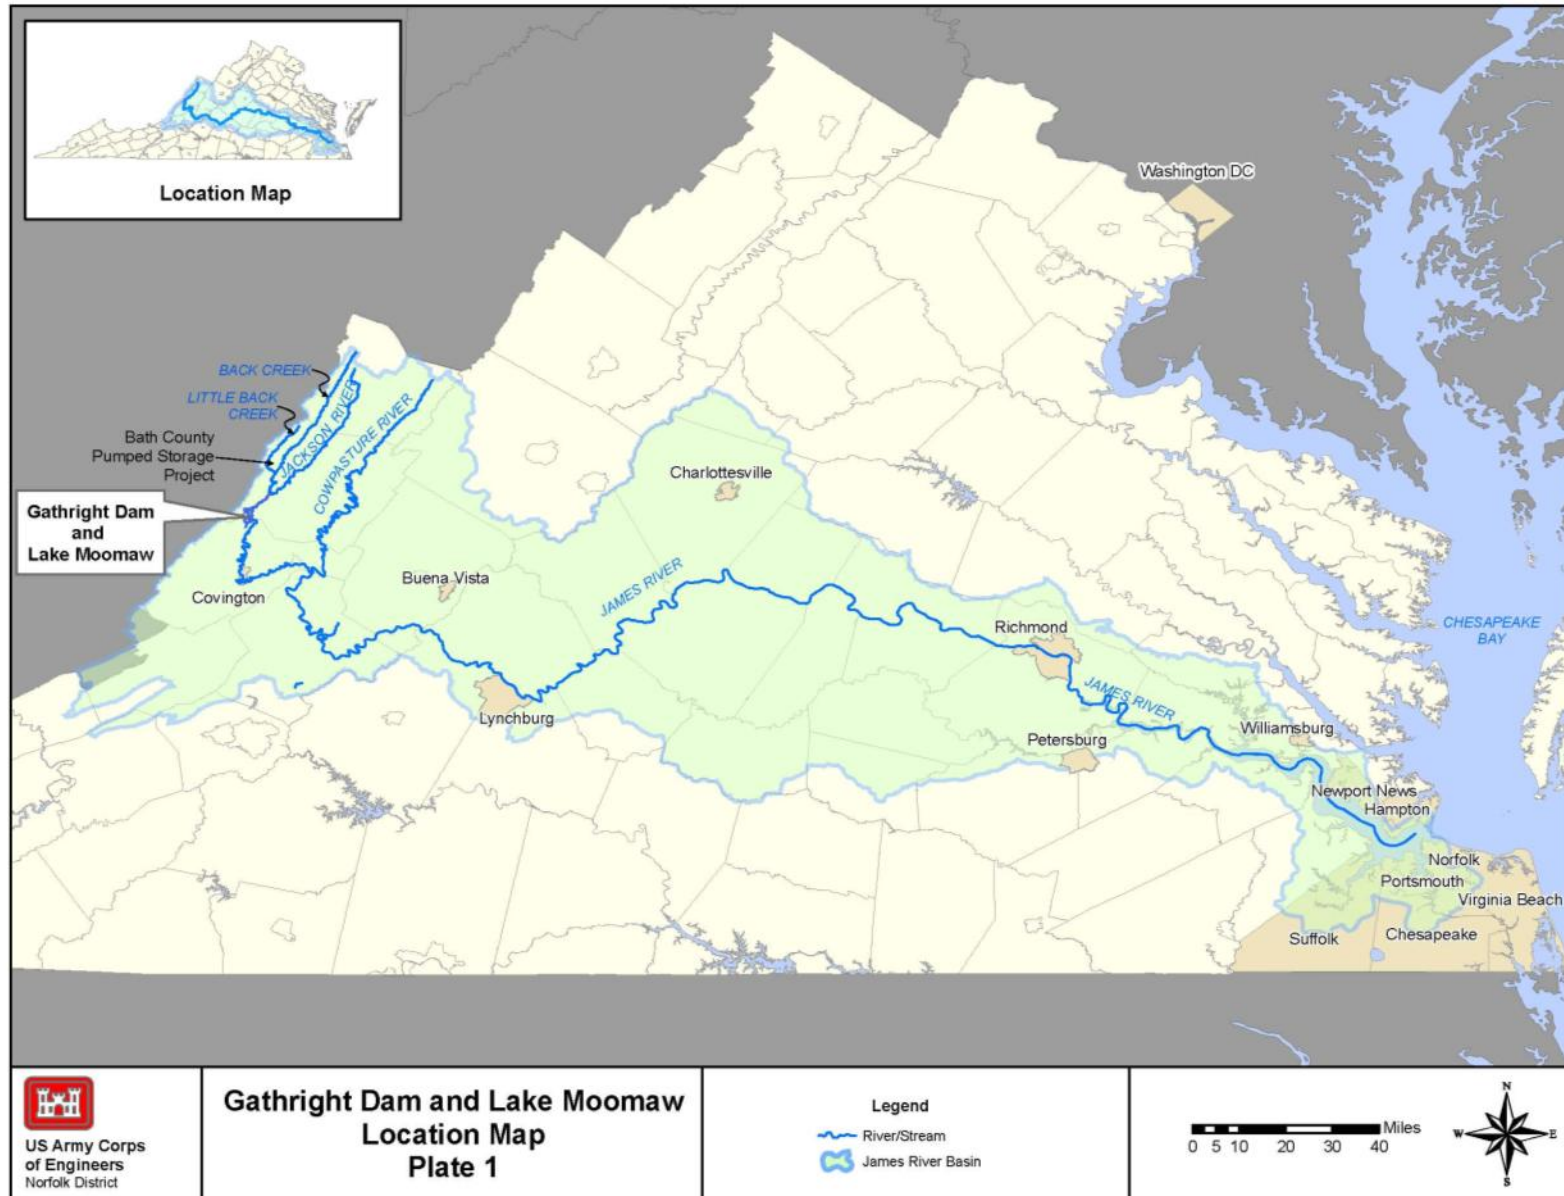 Location Map
Washington DC
BACK CREEK
LITTLE BACK
CREEK
Bath County
Pumped Storage
Project
JACKSON RIVER
COWPASTURE RIVER
Gathright Dam
and
Lake Moomaw
Charlottesville
Covington
Buena Vista
JAMES RIVER
Richmond
CHESAPEAKE
BAY
Lynchburg
JAMES RIVER
Petersburg
Williamsburg
Newport News
Hampton
Norfolk
Portsmouth
Virginia Beach
Suffolk
Chesapeake
US Army Corps
of Engineers
Norfolk District
Gathright Dam and Lake Moomaw
Location Map
Plate 1
Legend
River/Stream
James River Basin
Miles
0 5 10 20 30 40
N
W E
S